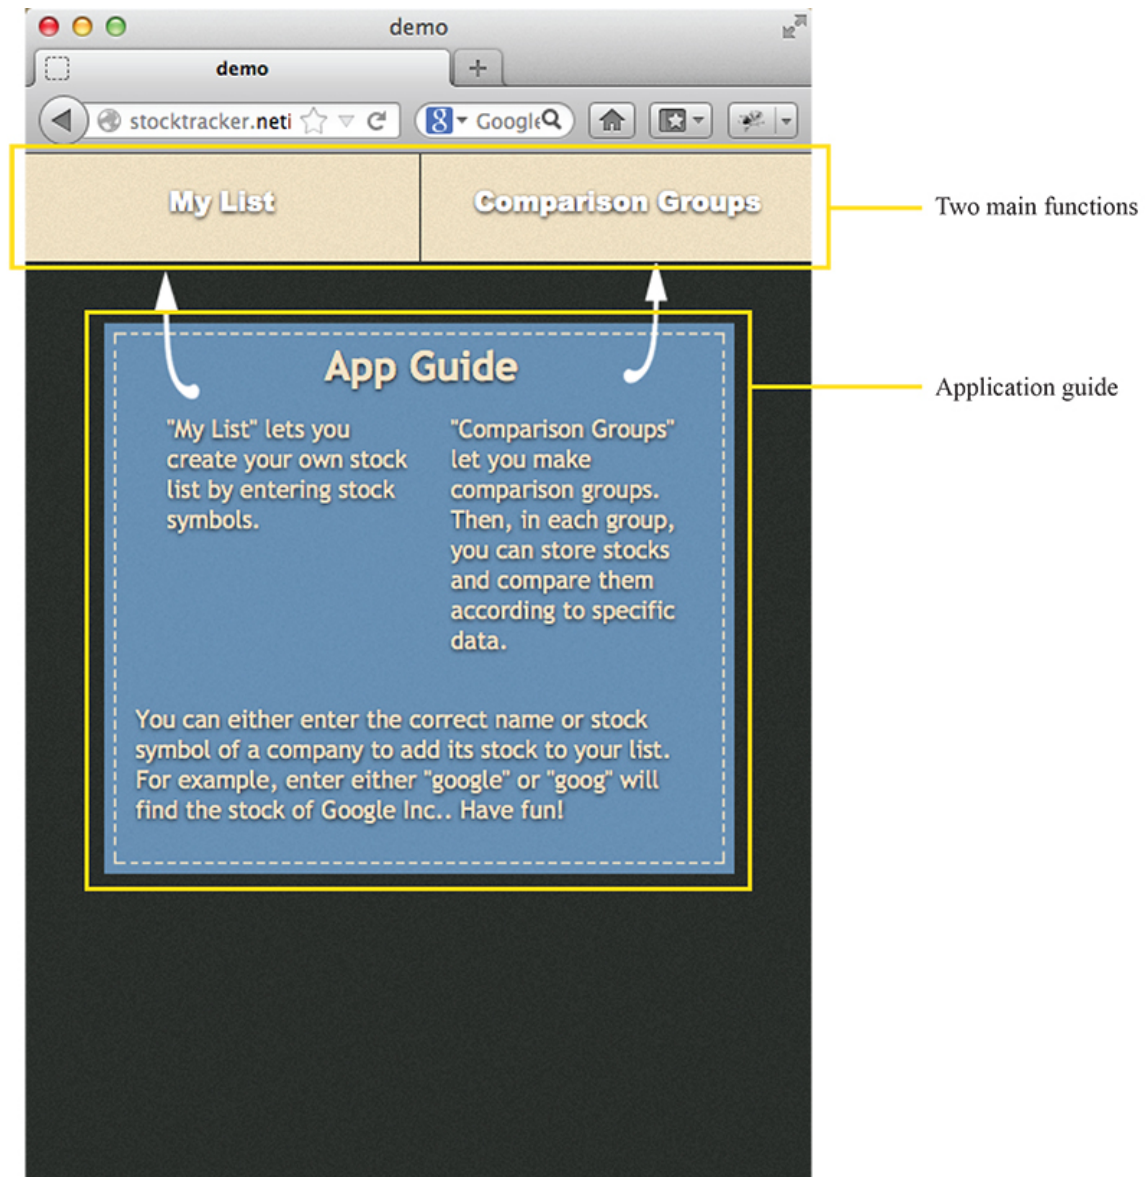 demo
demo
stocktracker.neti
Google
My List
Comparison Groups
Two main functions
App Guide
Application guide
"My List" lets you
create your own stock
list by entering stock
symbols.
"Comparison Groups"
let you make
comparison groups.
Then, in each group,
you can store stocks
and compare them
according to specific
data.
You can either enter the correct name or stock
symbol of a company to add its stock to your list.
For example, enter either "google" or "goog" will
find the stock of Google Inc.. Have fun!